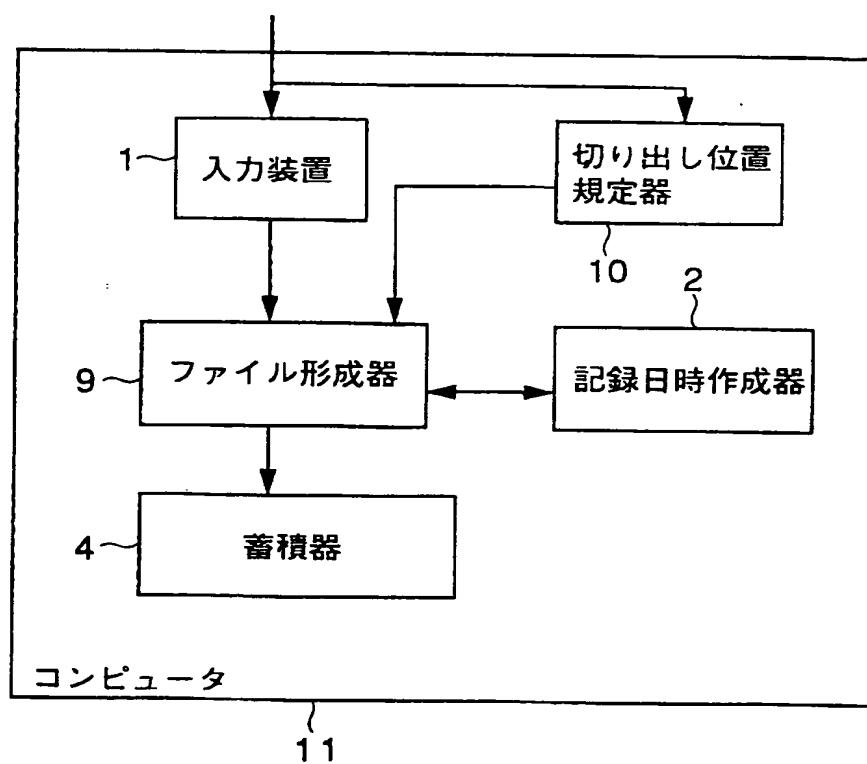 1
入力装置
切り出し位置
規定器
10
2
9
ファイル形成器
記録日時作成器
4
蓄積器
コンピュータ
11